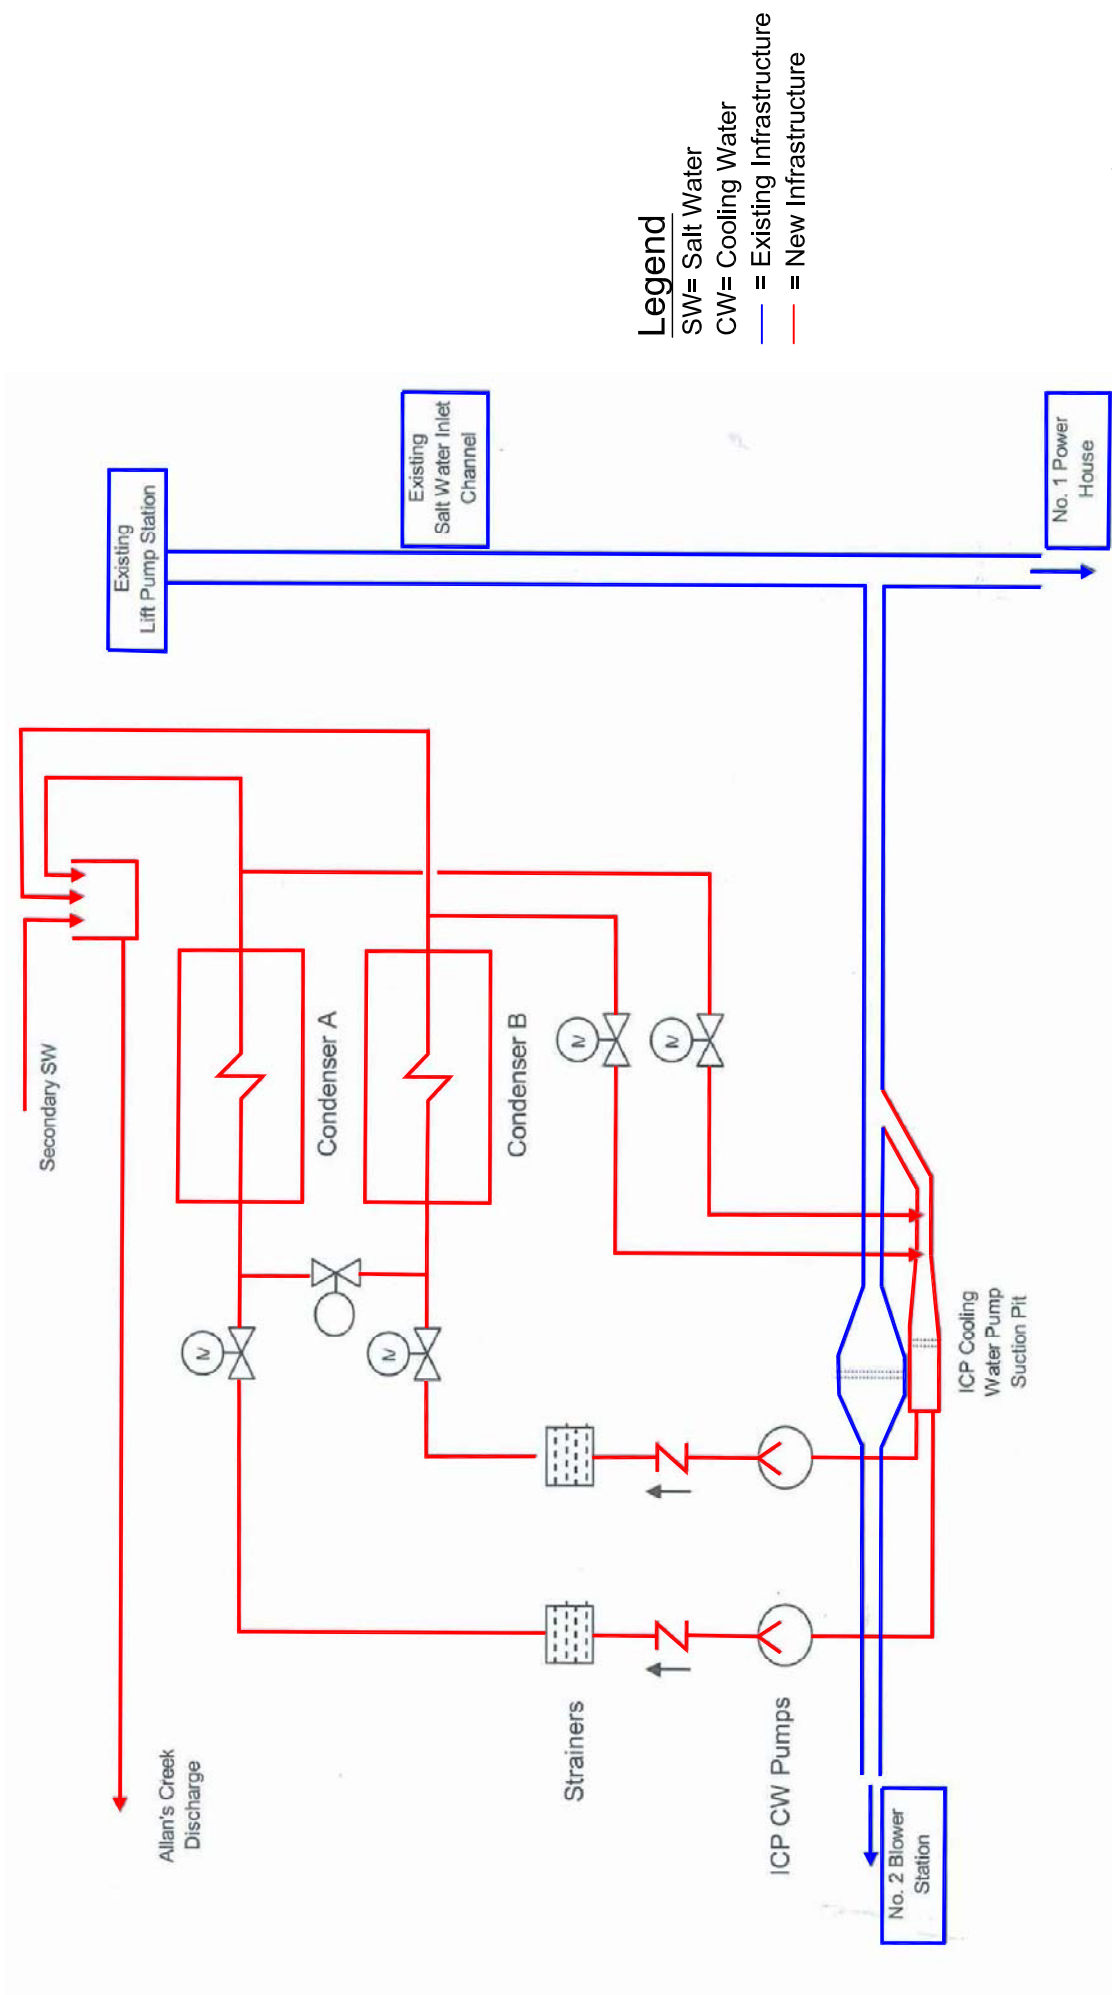 Secondary SW
Allan's Creek
Discharge
Existing
Lift Pump Station
Existing
Salt Water Inlet
Channel
Condenser A
Condenser B
N
N
N
N
Strainers
ICP CW Pumps
ICP Cooling
Water Pump
Suction Pit
No. 2 Blower
Station
No. 1 Power
House
Legend
SW= Salt Water
CW= Cooling Water
= Existing Infrastructure
= New Infrastructure